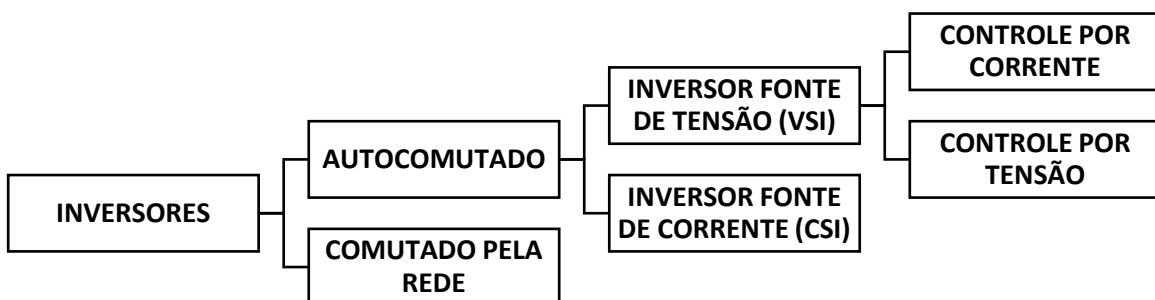 INVERSORES
AUTOCOMUTADO
COMUTADO PELA
REDE
INVERSOR FONTE
DE TENSÃO (VSI)
INVERSOR FONTE
DE CORRENTE (CSI)
CONTROLE POR
CORRENTE
CONTROLE POR
TENSÃO